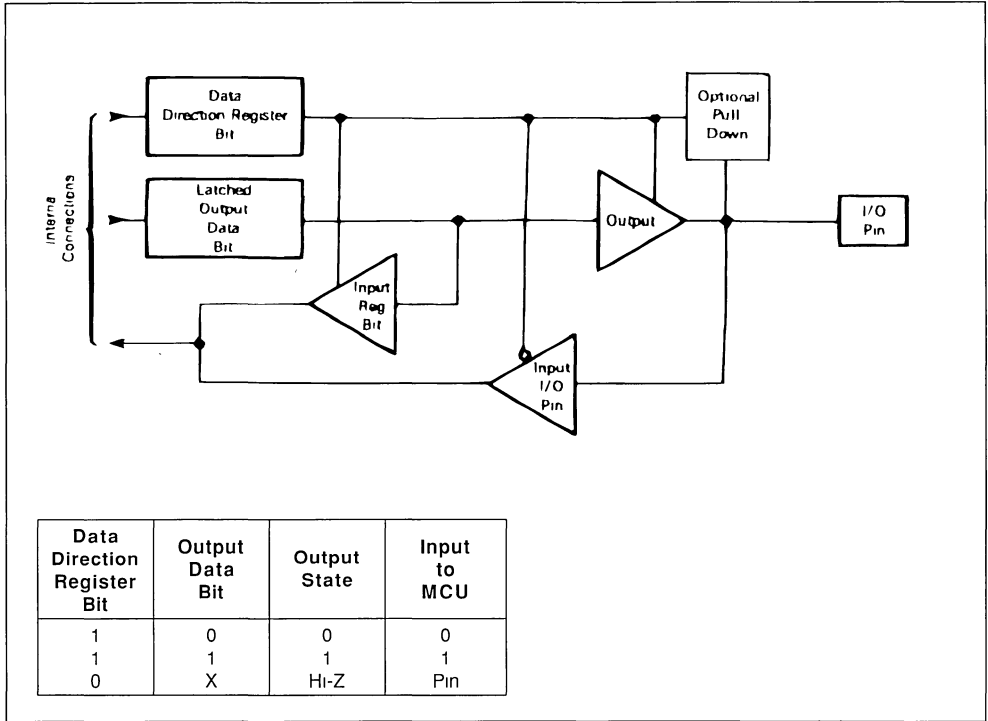 Data
Direction Register
Bit
Optional
Pull
Down
Latched
Output
Data
Bit
Output
I/O
Pin
Interna
Connections
Input
Reg
Bit
Input
I/O
Pin
Data
Direction
Register
Bit
Output
Data
Bit
Output
State
Input
to
MCU
1 0 0 0
1 1 1 1
0 X Hi-Z Pin